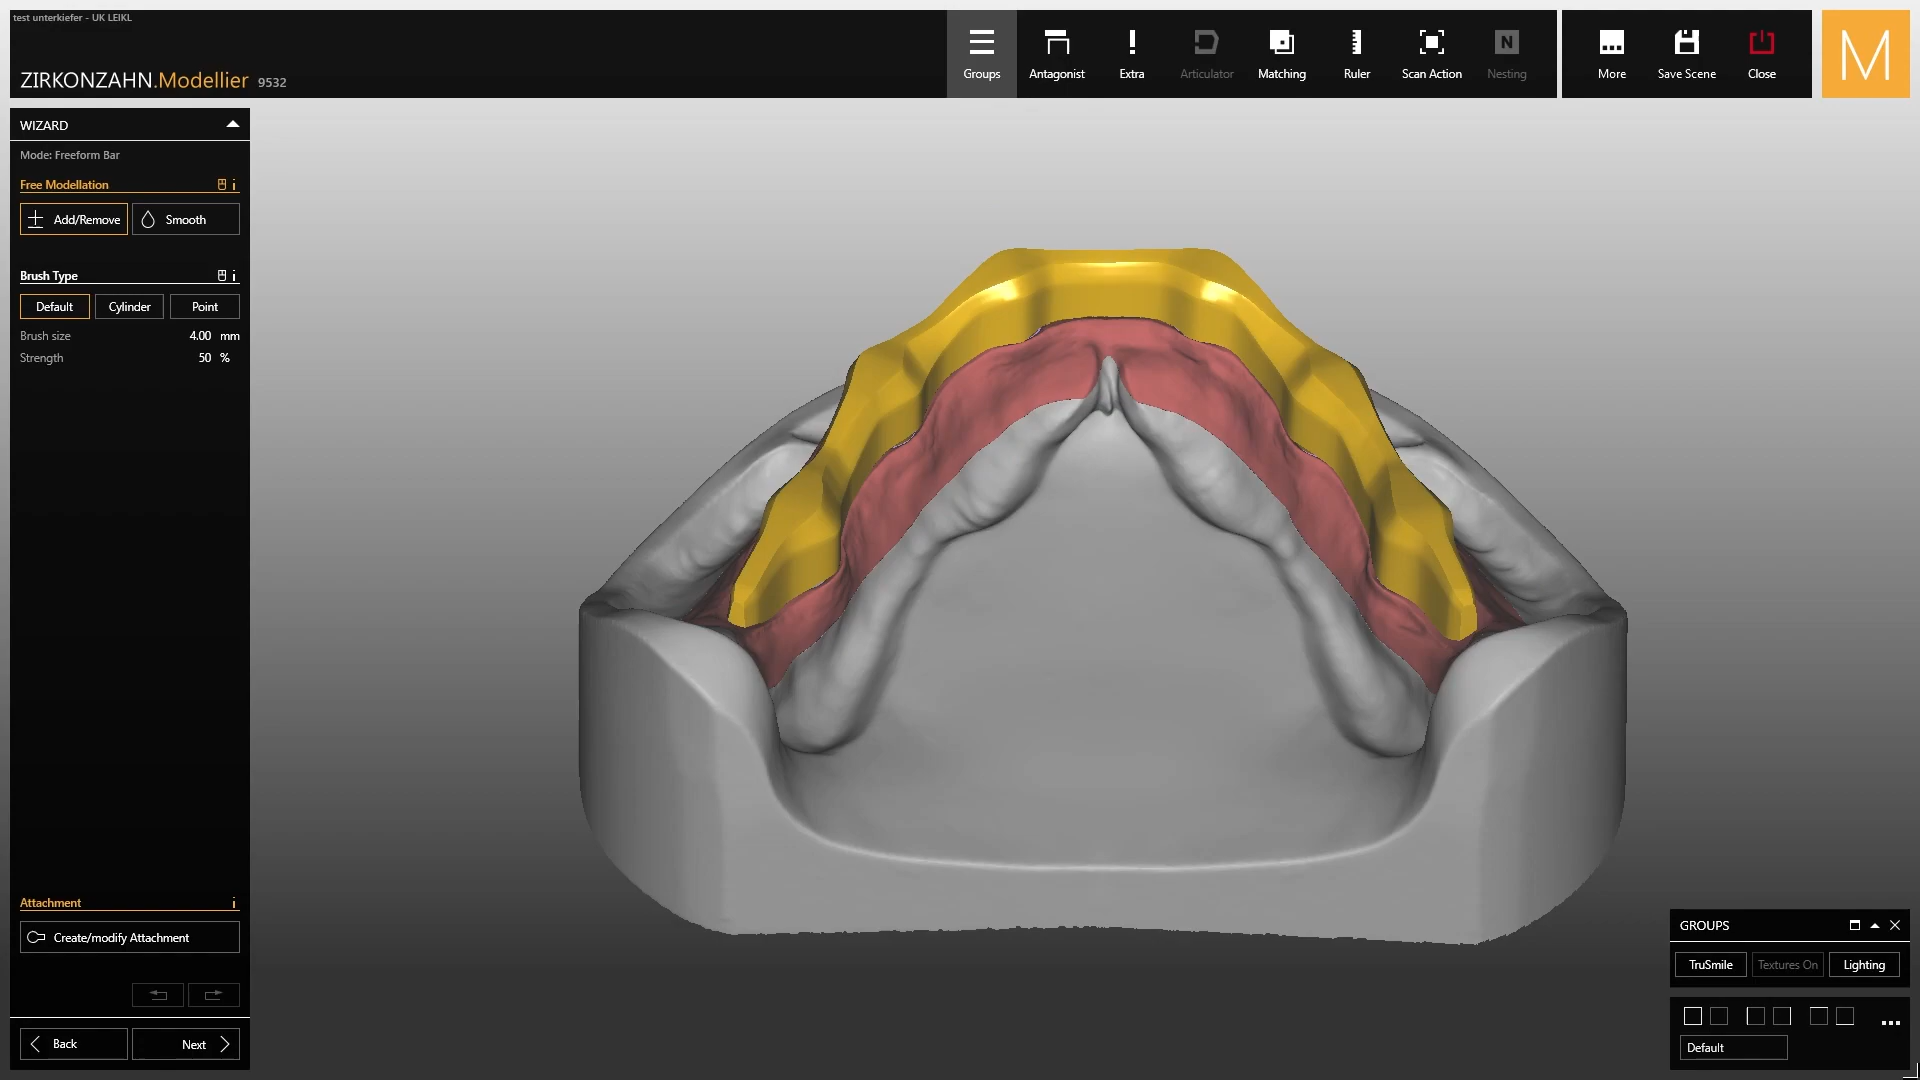 test unterkiefer - UK LEIKL
ZIRKONZAHN.Modellier 9532
Groups
Antagonist
Extra
Articulator
Matching
Ruler
Scan Action
N
Nesting
More
Save Scene
Close
M
WIZARD
Mode: Freeform Bar
Free Modellation i
Add/Remove
Smooth
Brush Type i
Default
Cylinder
Point
Brush size 4.00 mm
Strength 50 %
Attachment i
Create/modify Attachment
Back
Next
GROUPS
TruSmile
Textures On
Lighting
Default